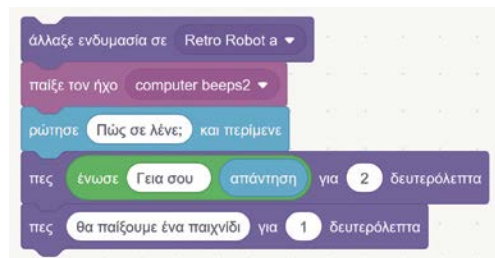 άλλαξε ενδυμασία σε Retro Robot a
παίξε τον ήχο computer beeps2
ρώτησε Πώς σε λένε; και περίμενε
πες ένωσε Γεια σου απάντηση για 2 δευτερόλεπτα
πες θα παίξουμε ένα παιχνίδι για 1 δευτερόλεπτα